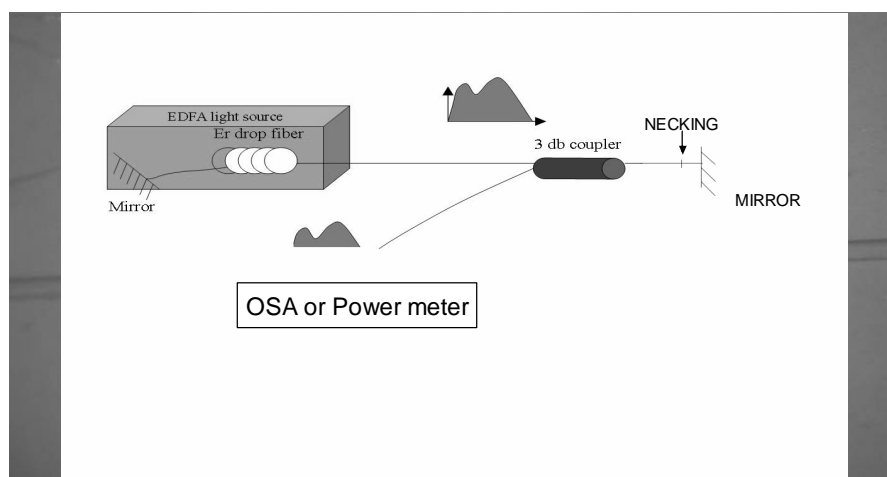 EDFA light source
Er drop fiber
Mirror
3 db coupler
NECKING
MIRROR
OSA or Power meter